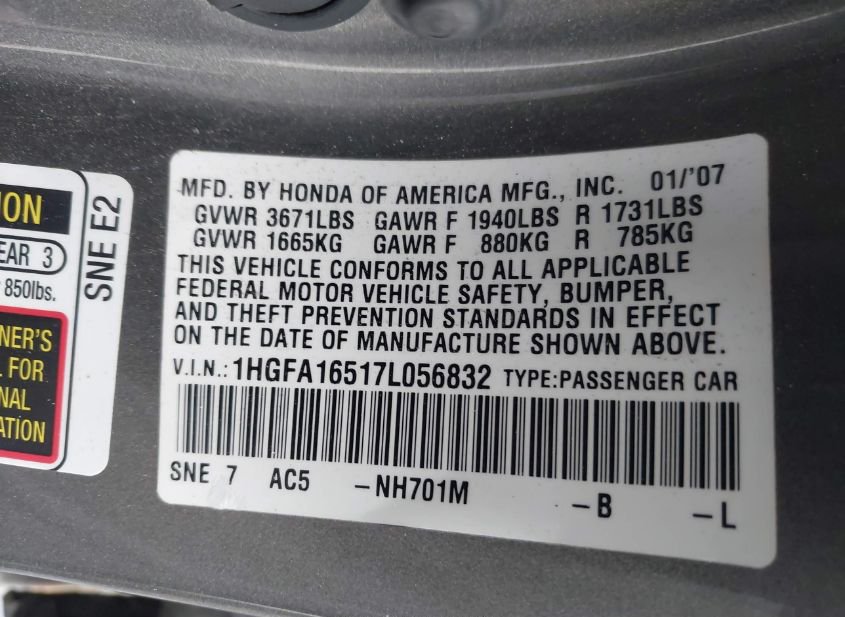 ION
EAR 3
850lbs.
NER'S
FOR
NAL
ATION
SNE E2
MFD. BY HONDA OF AMERICA MFG., INC. 01/'07
GVWR 3671LBS GAWR F 1940LBS R 1731LBS
GVWR 1665KG GAWR F 880KG R 785KG
THIS VEHICLE CONFORMS TO ALL APPLICABLE
FEDERAL MOTOR VEHICLE SAFETY, BUMPER,
AND THEFT PREVENTION STANDARDS IN EFFECT
ON THE DATE OF MANUFACTURE SHOWN ABOVE.
V.I.N.: 1HGFA16517L056832 TYPE:PASSENGER CAR
SNE 7 AC5 -NH701M -B -L